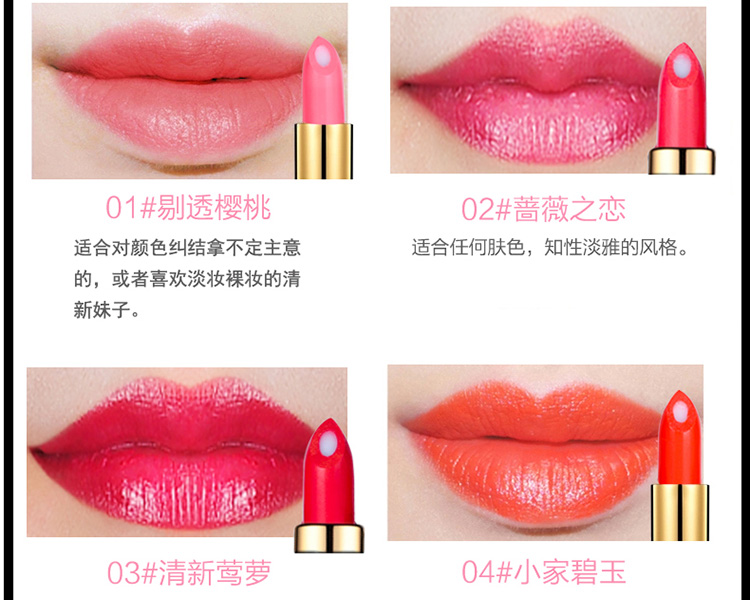 01#剔透樱桃
适合对颜色纠结拿不定主意
的，或者喜欢淡妆裸妆的清
新妹子。
02#蔷薇之恋
适合任何肤色，知性淡雅的风格。
03#清新莺萝
04#小家碧玉